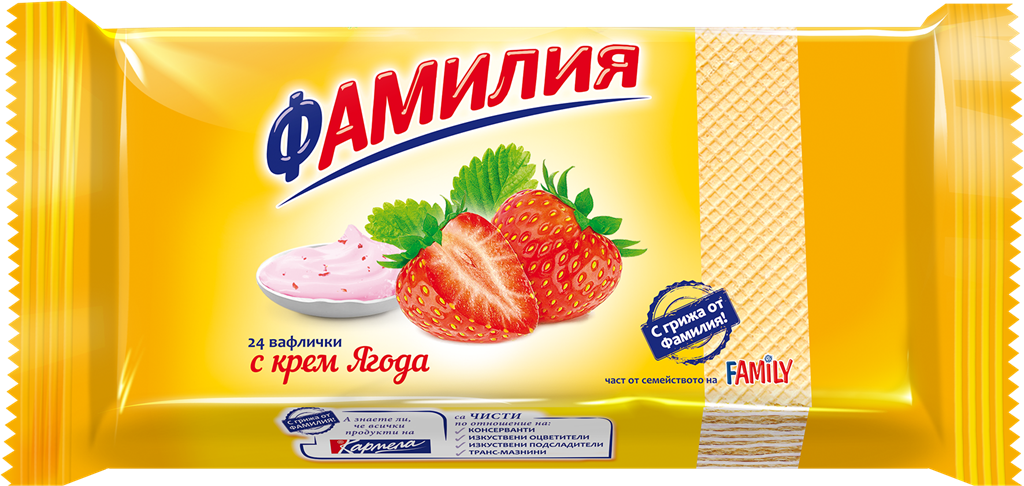 ФАМИЛИЯ
24 вафлички
с крем Ягода
С грижа от
Фамилия!
част от семейството на FAMiLY
С грижа от
ФАМИЛИЯ!
А знаете ли,
че всички
продукти на
Кармела
са ЧИСТИ
по отношение на:
✓ КОНСЕРВАНТИ
✓ ИЗКУСТВЕНИ ОЦВЕТИТЕЛИ
✓ ИЗКУСТВЕНИ ПОДСЛАДИТЕЛИ
✓ ТРАНС-МАЗНИНИ